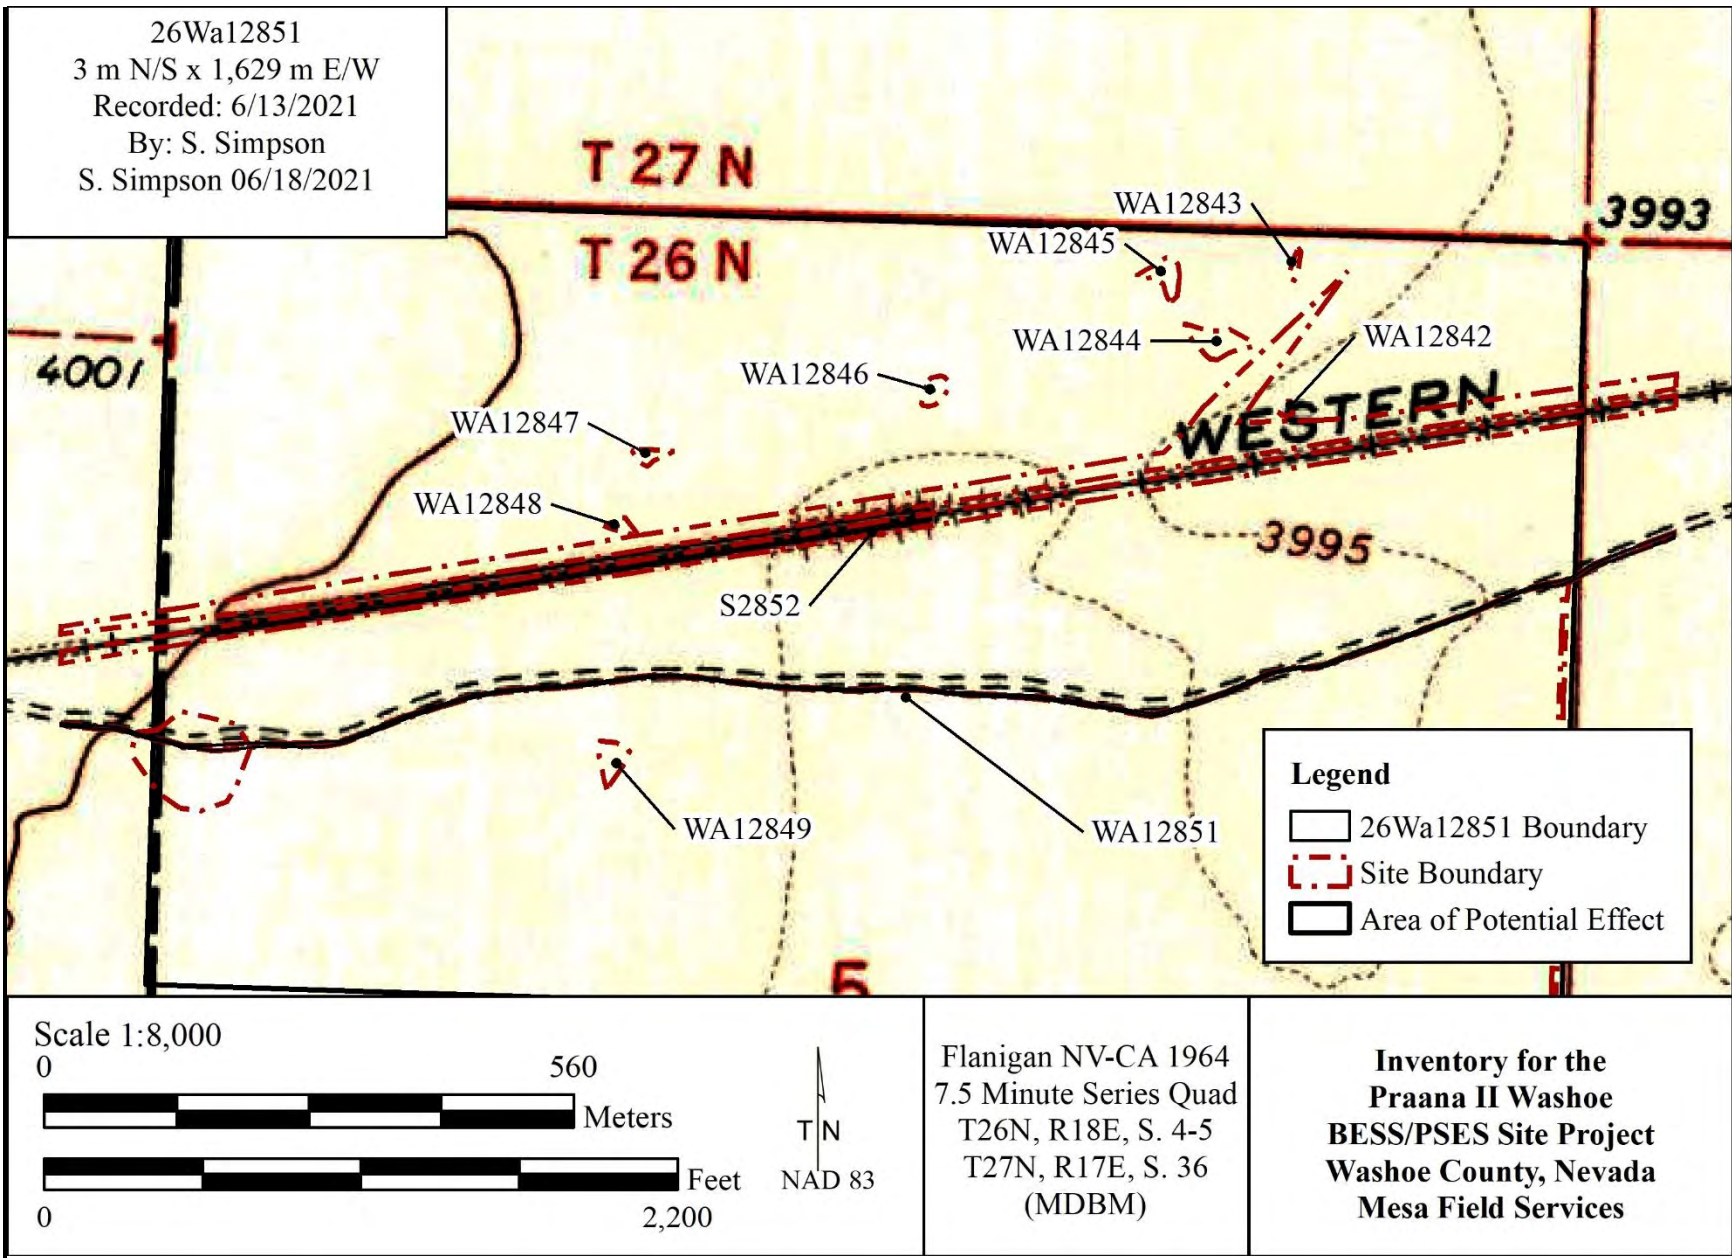 26Wa12851
3 m N/S x 1,629 m E/W
Recorded: 6/13/2021
By: S. Simpson
S. Simpson 06/18/2021
T 27 N
T 26 N
3993
4001
WA12843
WA12845
WA12844
WA12842
WA12846
WESTERN
WA12847
WA12848
3995
S2852
WA12849
WA12851
5
Legend
26Wa12851 Boundary
Site Boundary
Area of Potential Effect
Scale 1:8,000
0 560
Meters
Feet
0 2,200
T N
NAD 83
Flanigan NV-CA 1964
7.5 Minute Series Quad
T26N, R18E, S. 4-5
T27N, R17E, S. 36
(MDBM)
Inventory for the
Praana II Washoe
BESS/PSES Site Project
Washoe County, Nevada
Mesa Field Services